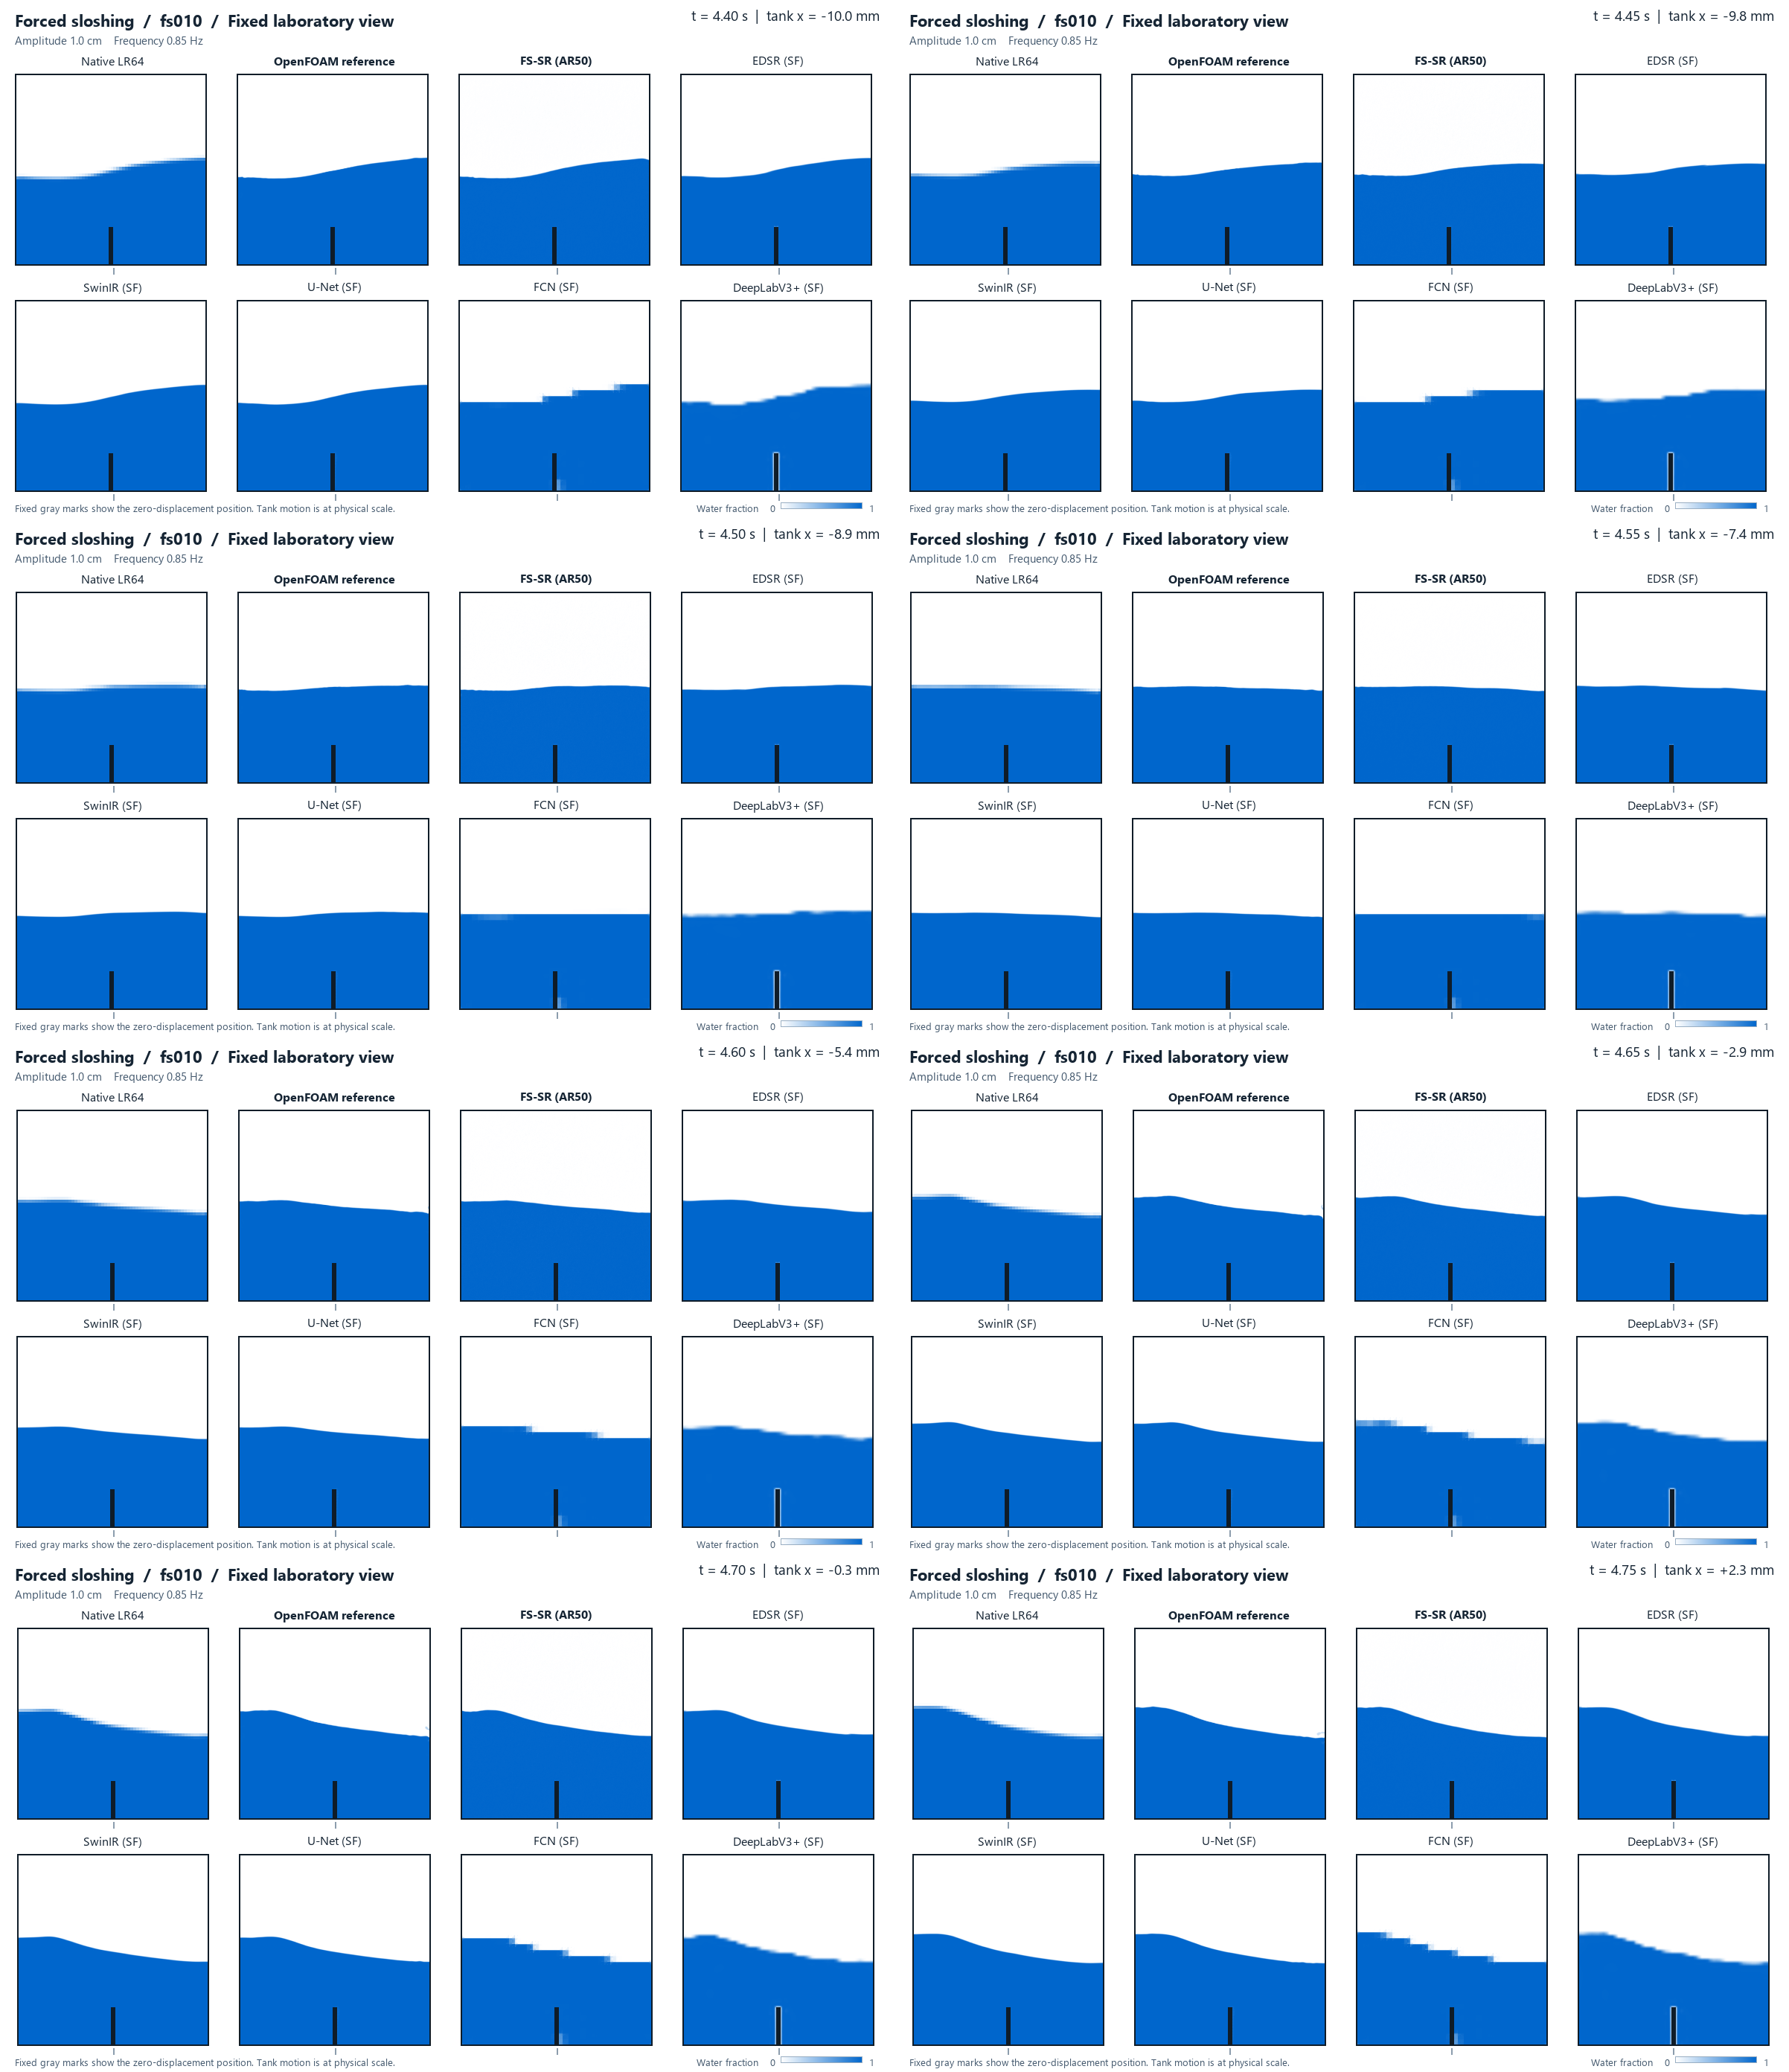 Forced sloshing / fs010 / Fixed laboratory view
t = 4.40 s | tank x = -10.0 mm
Amplitude 1.0 cm Frequency 0.85 Hz
Native LR64
OpenFOAM reference
FS-SR (AR50)
EDSR (SF)
SwinIR (SF)
U-Net (SF)
FCN (SF)
DeepLabV3+ (SF)
Fixed gray marks show the zero-displacement position. Tank motion is at physical scale.
Water fraction 0 1
Forced sloshing / fs010 / Fixed laboratory view
t = 4.45 s | tank x = -9.8 mm
Amplitude 1.0 cm Frequency 0.85 Hz
Native LR64
OpenFOAM reference
FS-SR (AR50)
EDSR (SF)
SwinIR (SF)
U-Net (SF)
FCN (SF)
DeepLabV3+ (SF)
Fixed gray marks show the zero-displacement position. Tank motion is at physical scale.
Water fraction 0 1
Forced sloshing / fs010 / Fixed laboratory view
t = 4.50 s | tank x = -8.9 mm
Amplitude 1.0 cm Frequency 0.85 Hz
Native LR64
OpenFOAM reference
FS-SR (AR50)
EDSR (SF)
SwinIR (SF)
U-Net (SF)
FCN (SF)
DeepLabV3+ (SF)
Fixed gray marks show the zero-displacement position. Tank motion is at physical scale.
Water fraction 0 1
Forced sloshing / fs010 / Fixed laboratory view
t = 4.55 s | tank x = -7.4 mm
Amplitude 1.0 cm Frequency 0.85 Hz
Native LR64
OpenFOAM reference
FS-SR (AR50)
EDSR (SF)
SwinIR (SF)
U-Net (SF)
FCN (SF)
DeepLabV3+ (SF)
Fixed gray marks show the zero-displacement position. Tank motion is at physical scale.
Water fraction 0 1
Forced sloshing / fs010 / Fixed laboratory view
t = 4.60 s | tank x = -5.4 mm
Amplitude 1.0 cm Frequency 0.85 Hz
Native LR64
OpenFOAM reference
FS-SR (AR50)
EDSR (SF)
SwinIR (SF)
U-Net (SF)
FCN (SF)
DeepLabV3+ (SF)
Fixed gray marks show the zero-displacement position. Tank motion is at physical scale.
Water fraction 0 1
Forced sloshing / fs010 / Fixed laboratory view
t = 4.65 s | tank x = -2.9 mm
Amplitude 1.0 cm Frequency 0.85 Hz
Native LR64
OpenFOAM reference
FS-SR (AR50)
EDSR (SF)
SwinIR (SF)
U-Net (SF)
FCN (SF)
DeepLabV3+ (SF)
Fixed gray marks show the zero-displacement position. Tank motion is at physical scale.
Water fraction 0 1
Forced sloshing / fs010 / Fixed laboratory view
t = 4.70 s | tank x = -0.3 mm
Amplitude 1.0 cm Frequency 0.85 Hz
Native LR64
OpenFOAM reference
FS-SR (AR50)
EDSR (SF)
SwinIR (SF)
U-Net (SF)
FCN (SF)
DeepLabV3+ (SF)
Fixed gray marks show the zero-displacement position. Tank motion is at physical scale.
Water fraction 0 1
Forced sloshing / fs010 / Fixed laboratory view
t = 4.75 s | tank x = +2.3 mm
Amplitude 1.0 cm Frequency 0.85 Hz
Native LR64
OpenFOAM reference
FS-SR (AR50)
EDSR (SF)
SwinIR (SF)
U-Net (SF)
FCN (SF)
DeepLabV3+ (SF)
Fixed gray marks show the zero-displacement position. Tank motion is at physical scale.
Water fraction 0 1